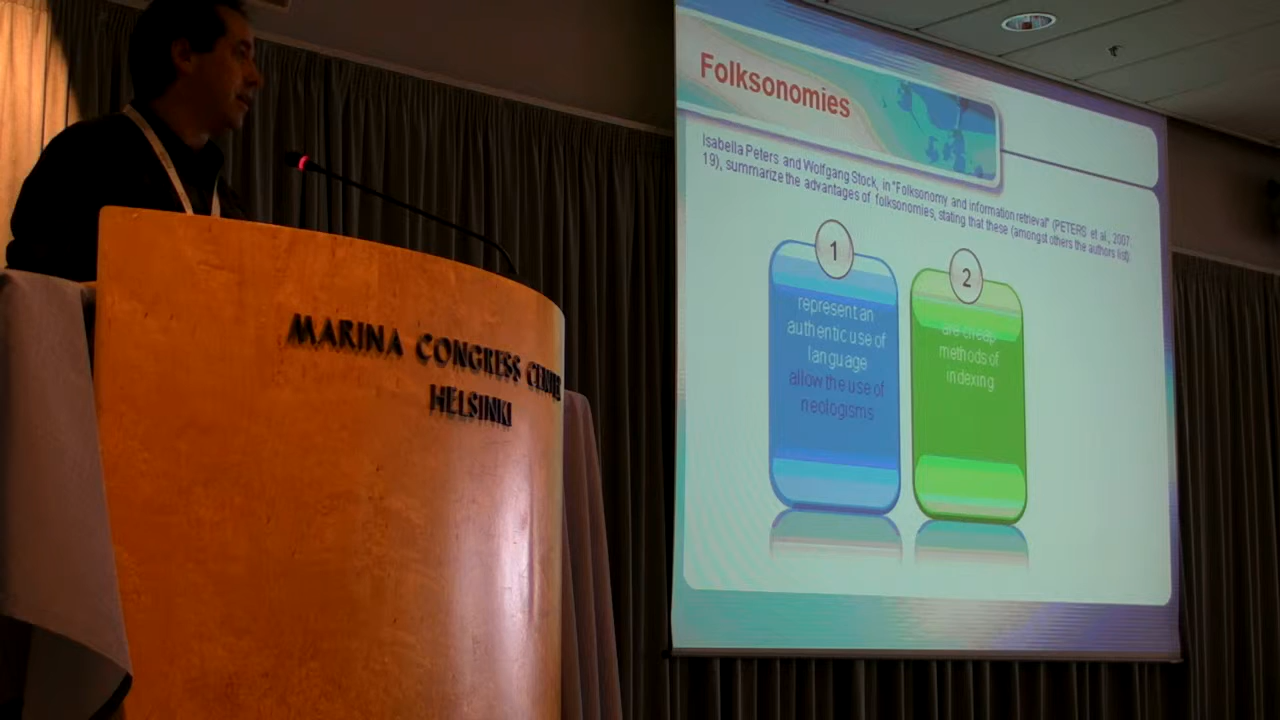 MARINA CONGRESS CENTER
HELSINKI
Folksonomies
Isabella Peters and Wolfgang Stock, in "Folksonomy and information retrieval" (PETERS et al., 2007:
19), summarize the advantages of folksonomies, stating that these (amongst others the authors list)
1
represent an
authentic use of
language
allow the use of
neologisms
2
are cheap
methods of
indexing